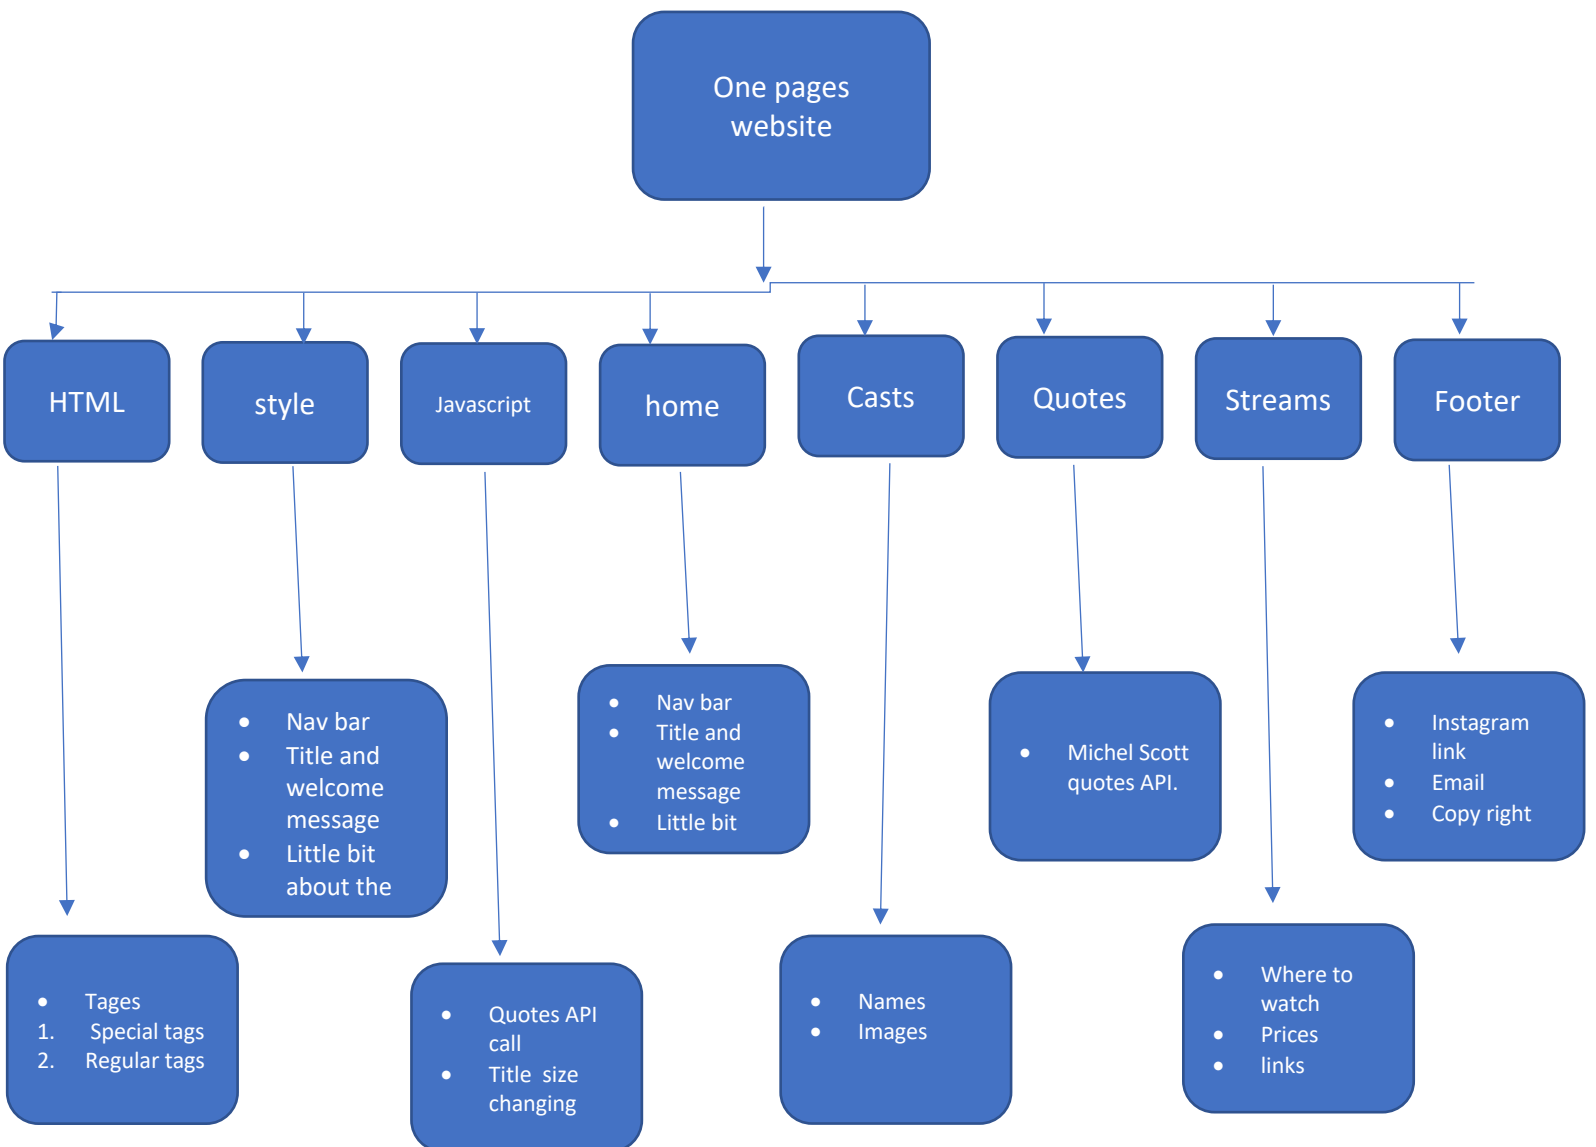 One pages
website
HTML
style
Javascript
home
Casts
Quotes
Streams
Footer
• Nav bar
• Title and
welcome
message
• Little bit
about the
• Nav bar
• Title and
welcome
message
• Little bit
• Michel Scott
quotes API.
• Instagram
link
• Email
• Copy right
• Tages
1. Special tags
2. Regular tags
• Quotes API
call
• Title size
changing
• Names
• Images
• Where to
watch
• Prices
• links